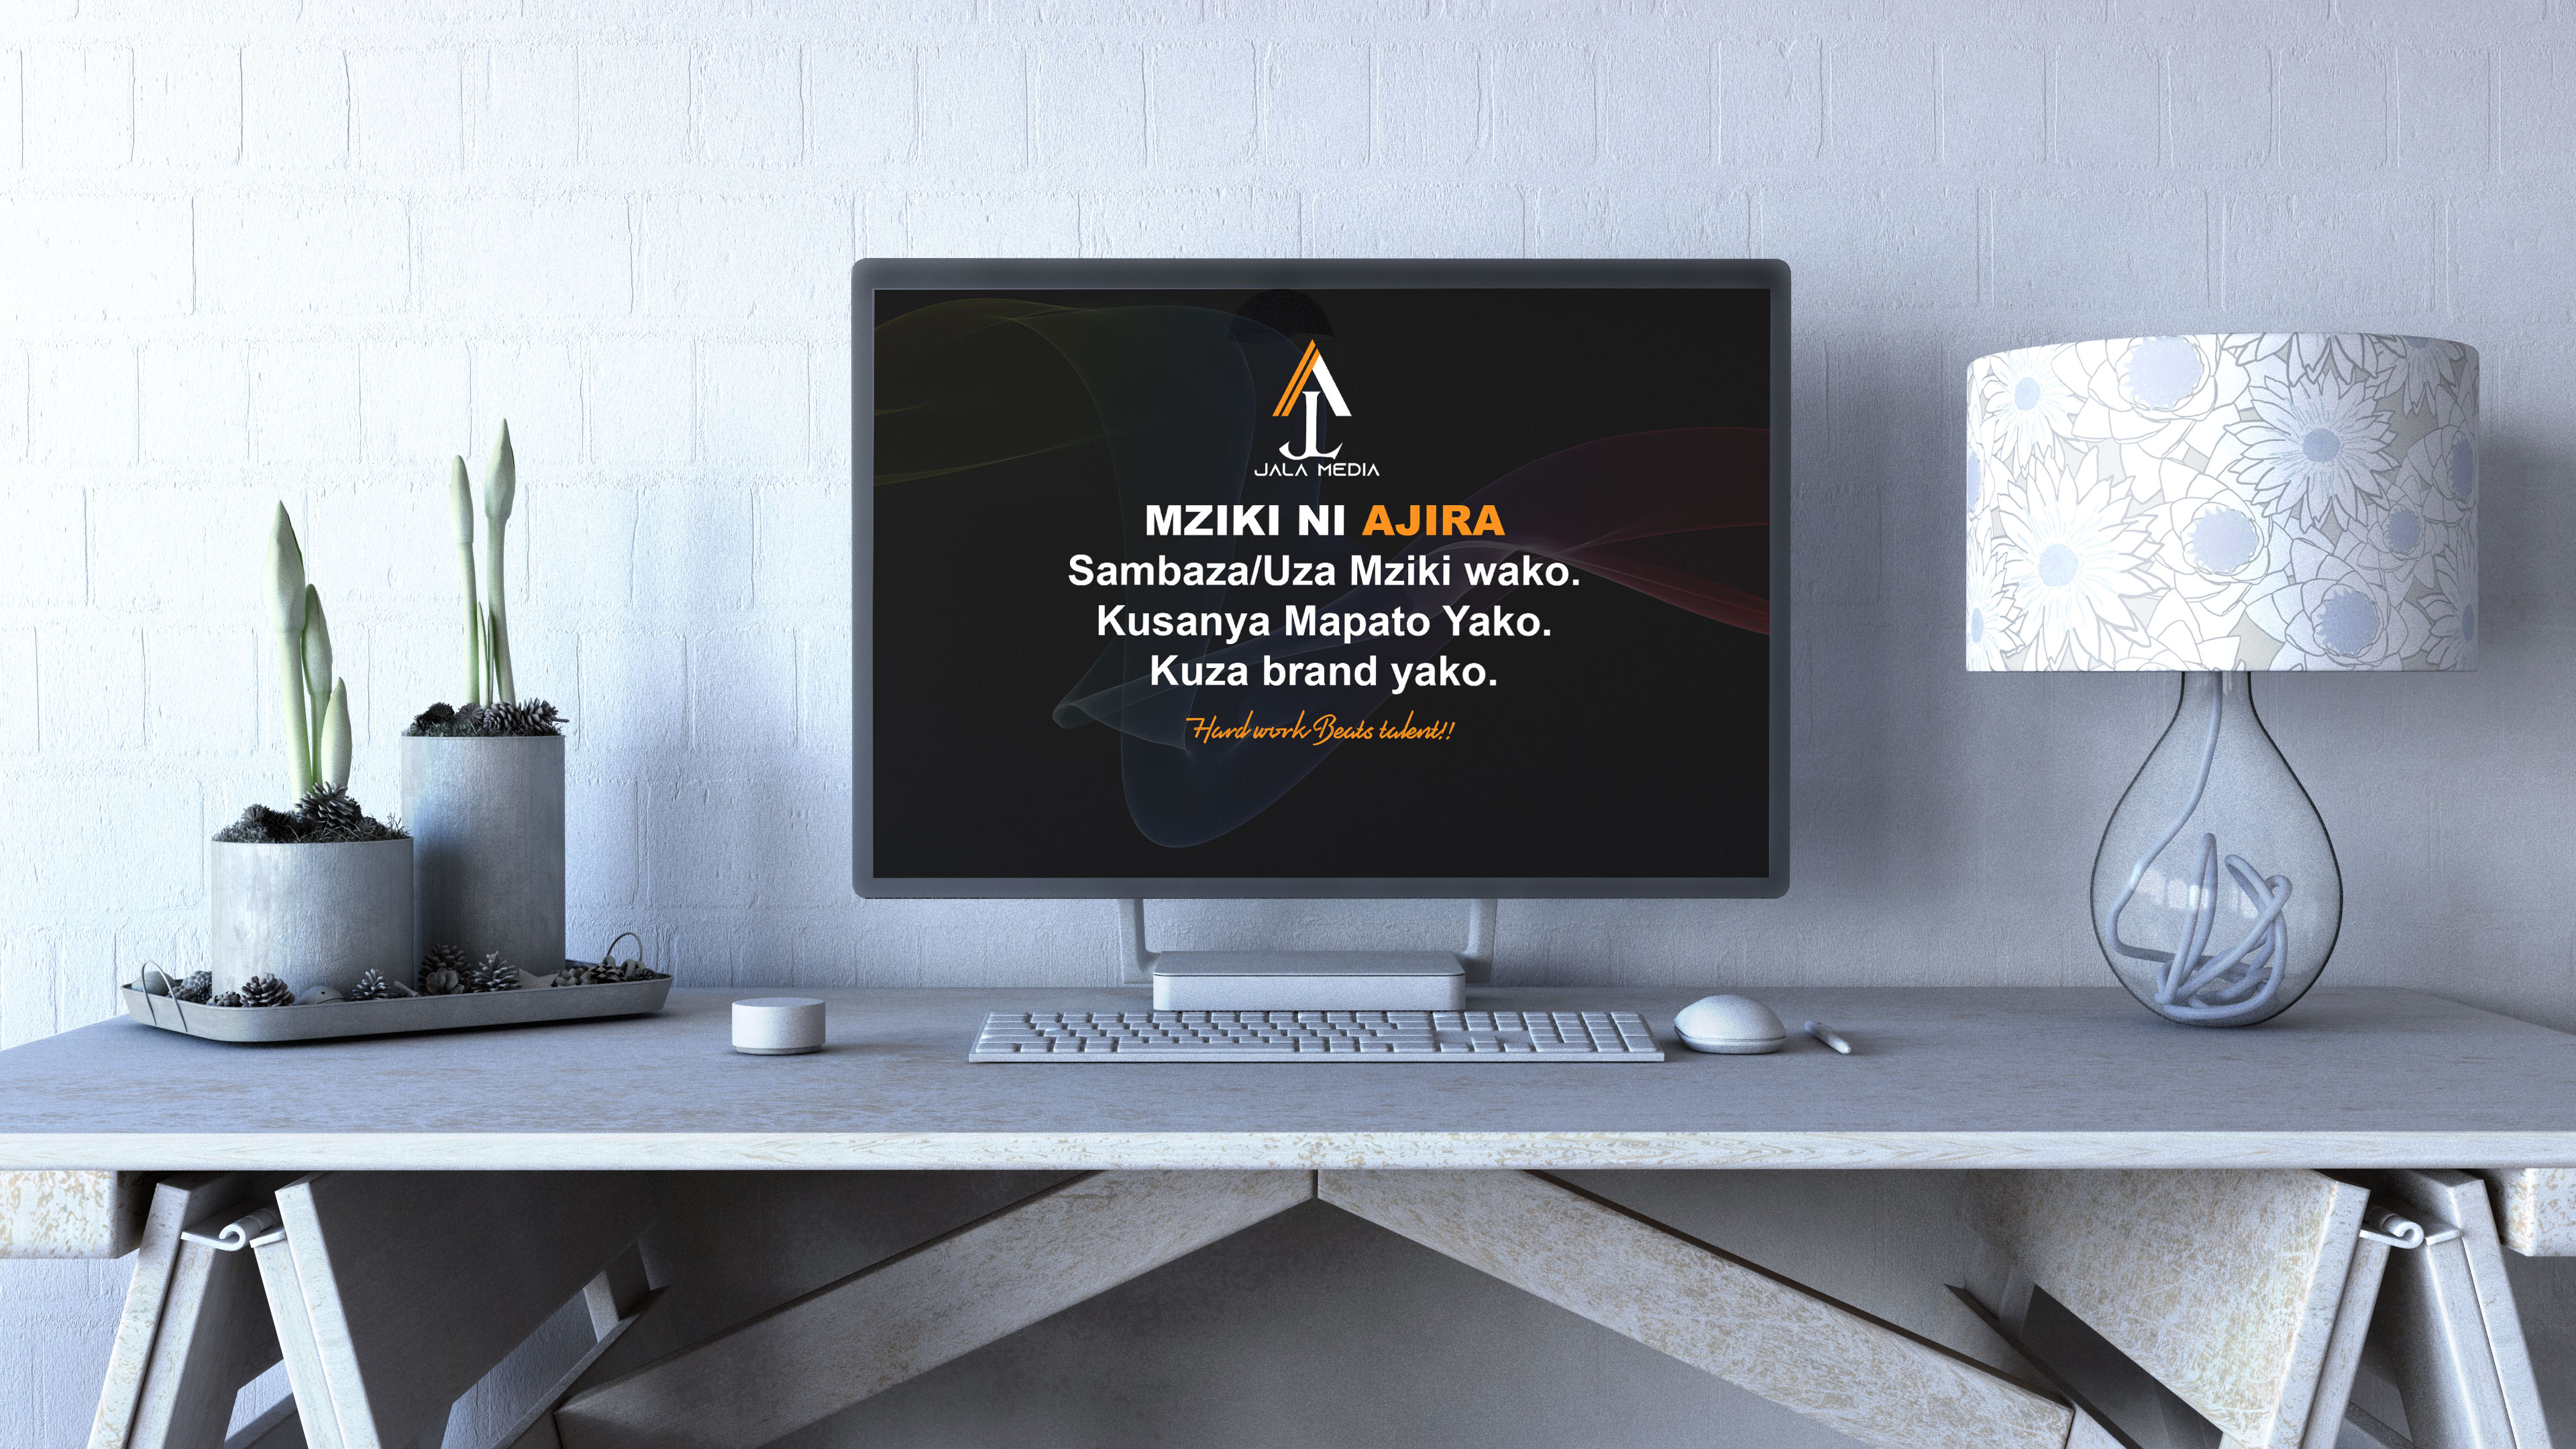 JALA MEDIA
MZIKI NI AJIRA
Sambaza/Uza Mziki wako.
Kusanya Mapato Yako.
Kuza brand yako.
Hard work Beats talent!!